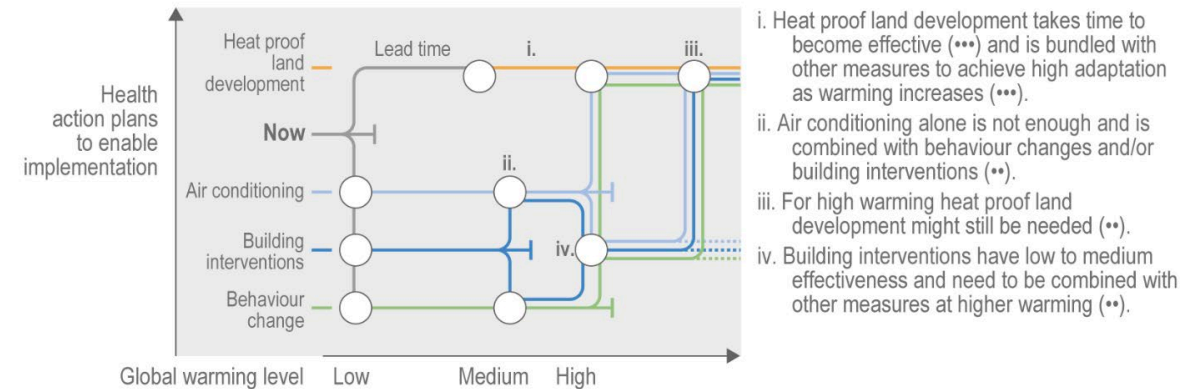 Health
action plans
to enable
implementation
Heat proof
land
development
Lead time
i.
iii.
Now
ii.
Air conditioning
Building
interventions
iv.
Behaviour
change
Global warming level
Low
Medium
High
i. Heat proof land development takes time to
become effective (•••) and is bundled with
other measures to achieve high adaptation
as warming increases (•••).
ii. Air conditioning alone is not enough and is
combined with behaviour changes and/or
building interventions (••).
iii. For high warming heat proof land
development might still be needed (••).
iv. Building interventions have low to medium
effectiveness and need to be combined with
other measures at higher warming (••).